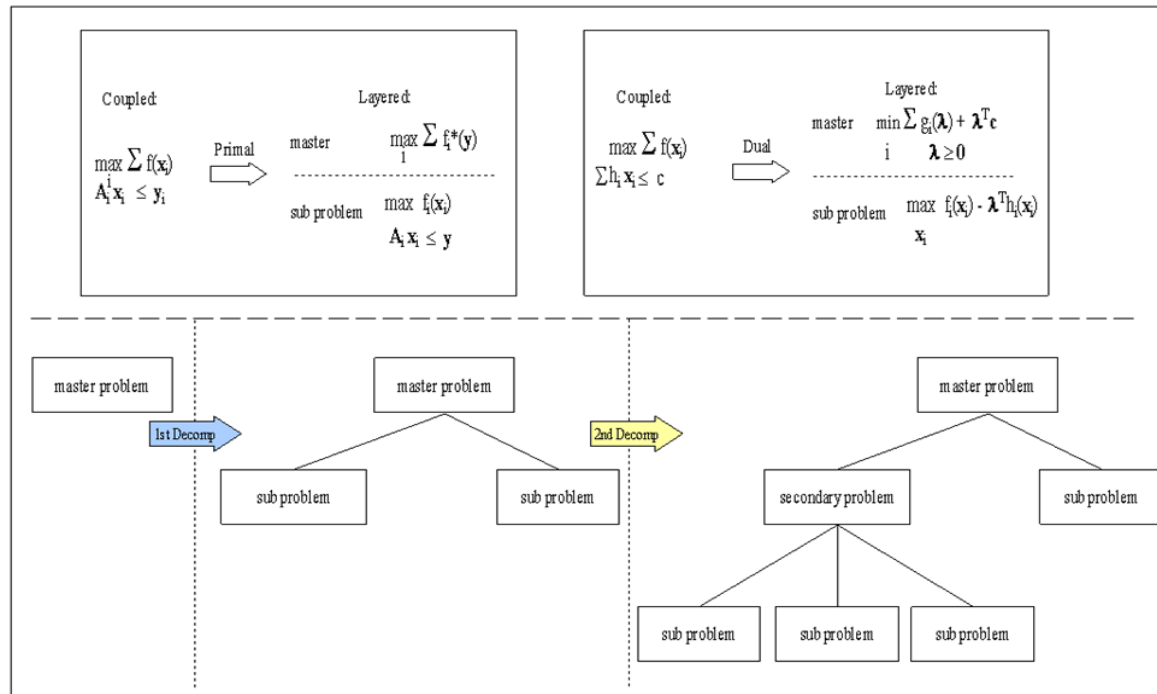 Coupled:
max ∑ f(xᵢ)
i
Aᵢ xᵢ ≤ yᵢ
Primal
Layered:
master max ∑ fᵢ*(y)
i
sub problem max fᵢ(xᵢ)
Aᵢ xᵢ ≤ y
Coupled:
max ∑ f(xᵢ)
∑hᵢ xᵢ ≤ c
Dual
Layered:
master min ∑ gᵢ(λ) + λᵀc
i λ ≥ 0
sub problem max fᵢ(xᵢ) - λᵀhᵢ(xᵢ)
xᵢ
master problem
1st Decomp
master problem
sub problem
sub problem
2nd Decomp
master problem
secondary problem
sub problem
sub problem
sub problem
sub problem